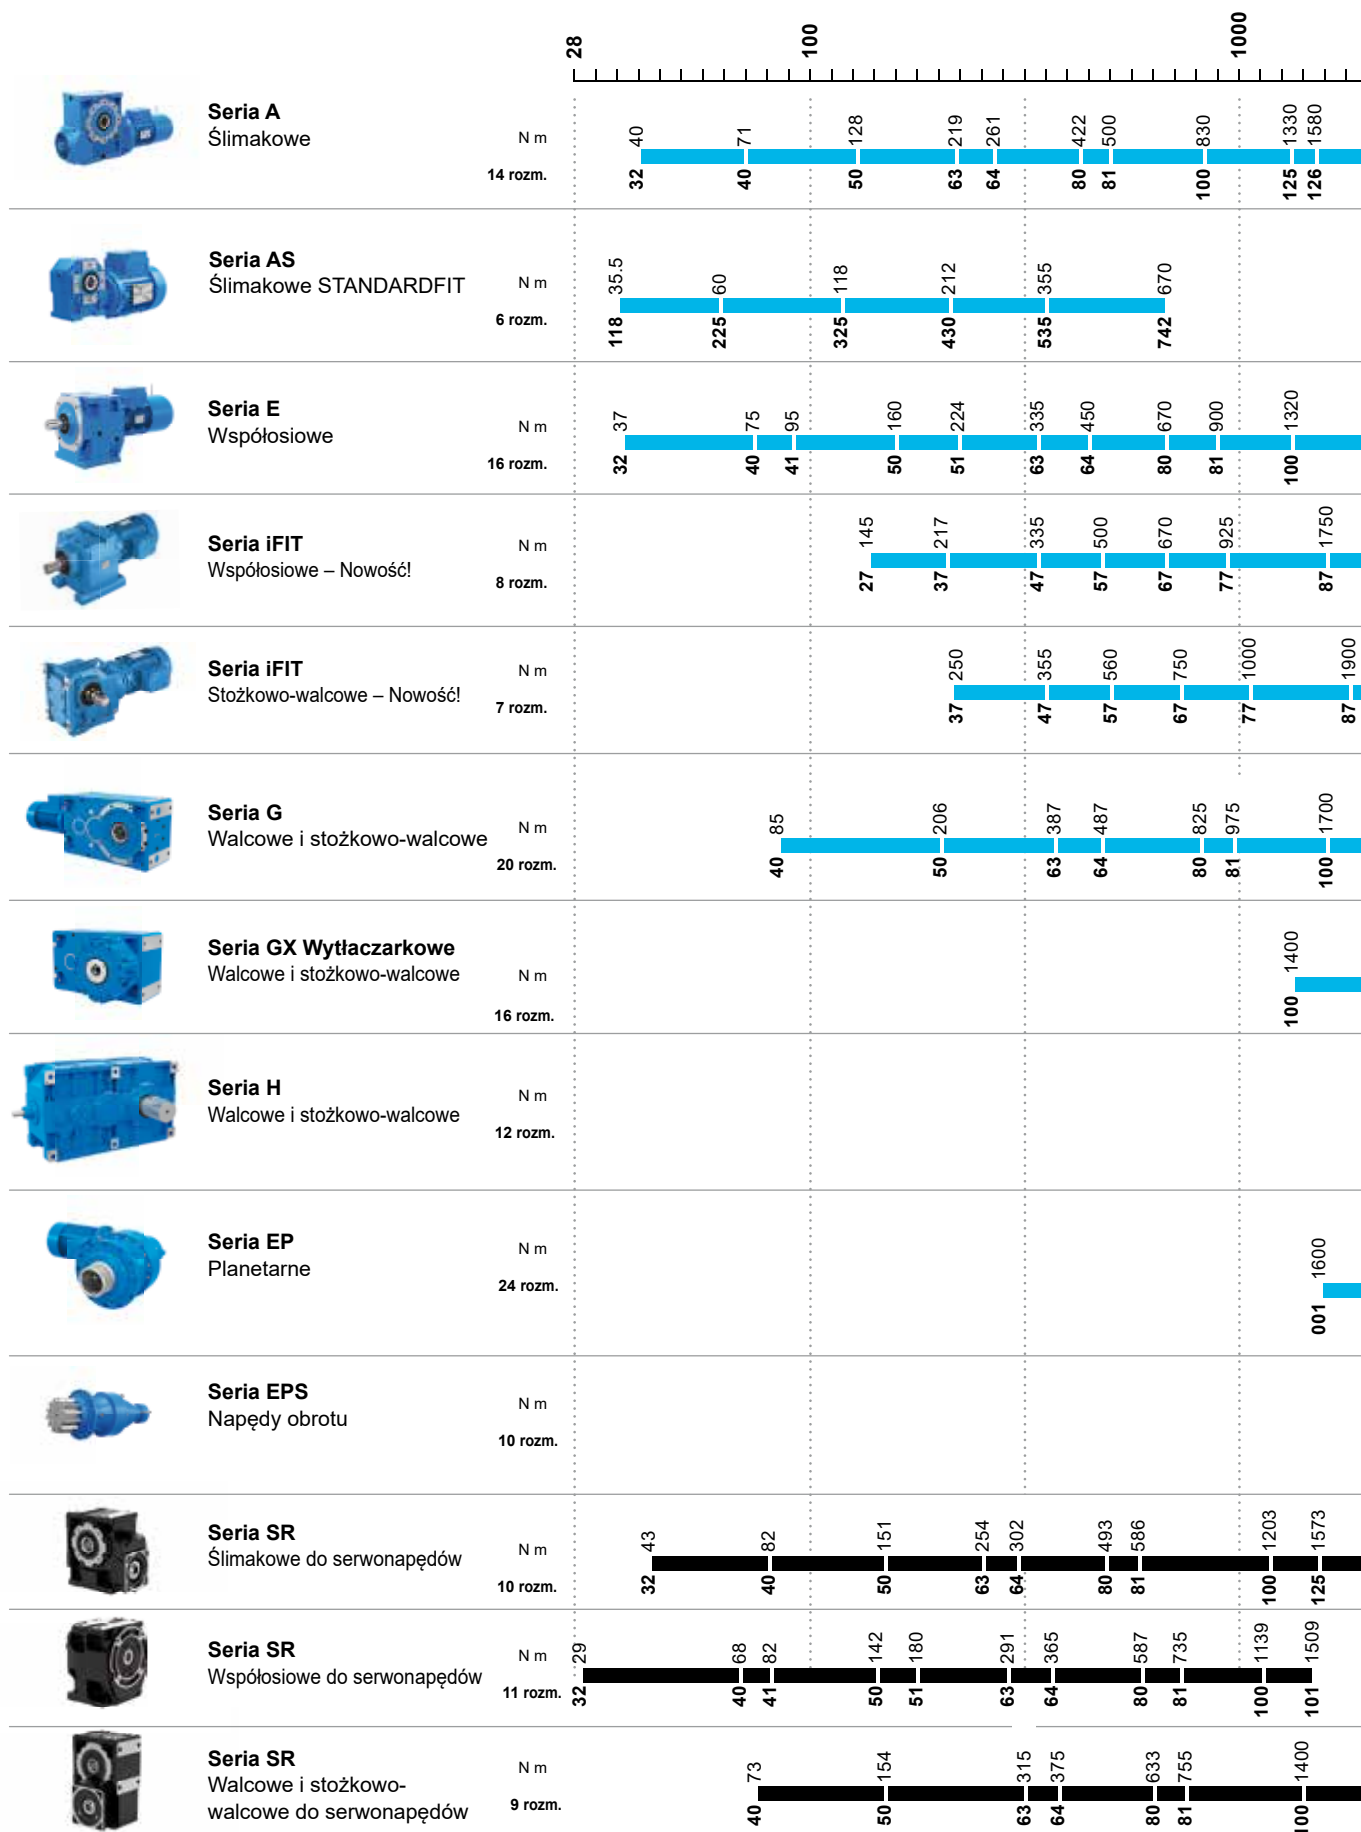 28 100 1000
Seria A
Ślimakowe
N m
14 rozm.
40 71 128 219 261 422 500 830 1330 1580
32 40 50 63 64 80 81 100 125 126
Seria AS
Ślimakowe STANDARDFIT
N m
6 rozm.
35.5 60 118 212 355 670
118 225 325 430 535 742
Seria E
Współosiowe
N m
16 rozm.
37 75 95 160 224 335 450 670 900 1320
32 40 41 50 51 63 64 80 81 100
Seria iFIT
Współosiowe – Nowość!
N m
8 rozm.
145 217 335 500 670 925 1750
27 37 47 57 67 77 87
Seria iFIT
Stożkowo-walcowe – Nowość!
N m
7 rozm.
250 355 560 750 1000 1900
37 47 57 67 77 87
Seria G
Walcowe i stożkowo-walcowe
N m
20 rozm.
85 206 387 487 825 975 1700
40 50 63 64 80 81 100
Seria GX Wytłaczarkowe
Walcowe i stożkowo-walcowe
N m
16 rozm.
1400
100
Seria H
Walcowe i stożkowo-walcowe
N m
12 rozm.
Seria EP
Planetarne
N m
24 rozm.
1600
001
Seria EPS
Napędy obrotu
N m
10 rozm.
Seria SR
Ślimakowe do serwonapędów
N m
10 rozm.
43 82 151 254 302 493 586 1203 1573
32 40 50 63 64 80 81 100 125
Seria SR
Współosiowe do serwonapędów
N m
11 rozm.
29 68 82 142 180 291 365 587 735 1139 1509
32 40 41 50 51 63 64 80 81 100 101
Seria SR
Walcowe i stożkowo-
walcowe do serwonapędów
N m
9 rozm.
73 154 315 375 633 755 1400
40 50 63 64 80 81 100